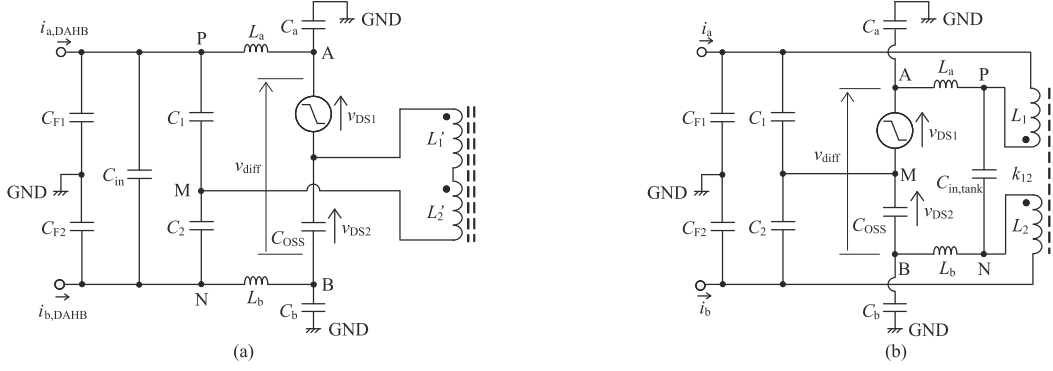 i_a,DAHB
P
L_a
C_a
GND
A
C_F1
C_1
v_DS1
L_1'
v_diff
C_in
GND
M
C_F2
C_2
C_OSS
v_DS2
L_2'
i_b,DAHB
N
L_b
B
C_b
GND
(a)
i_a
C_a
GND
A
L_a
P
C_F1
C_1
v_DS1
L_1
v_diff
M
C_in,tank
k_12
GND
C_F2
C_2
C_OSS
v_DS2
L_2
B
L_b
N
i_b
C_b
GND
(b)